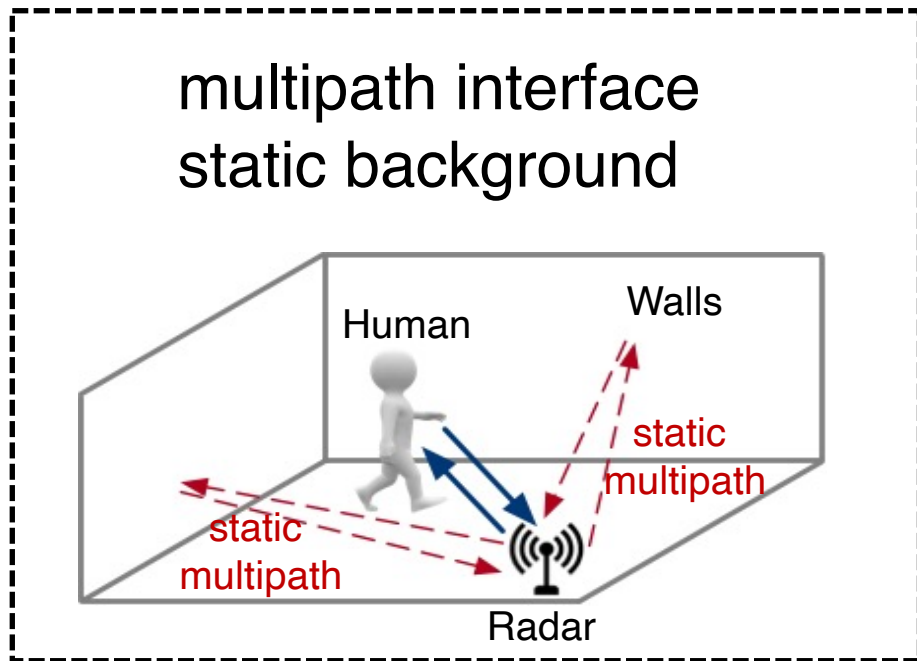 multipath interface
static background
Human
Walls
static
multipath
static
multipath
Radar